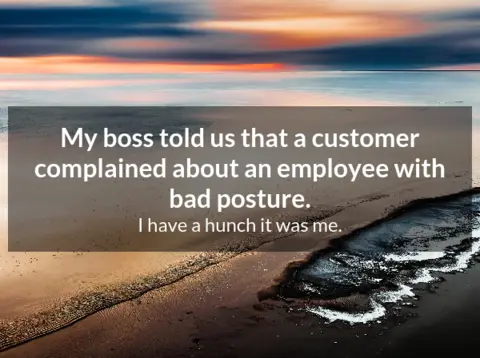 My boss told us that a customer
complained about an employee with
bad posture.
I have a hunch it was me.